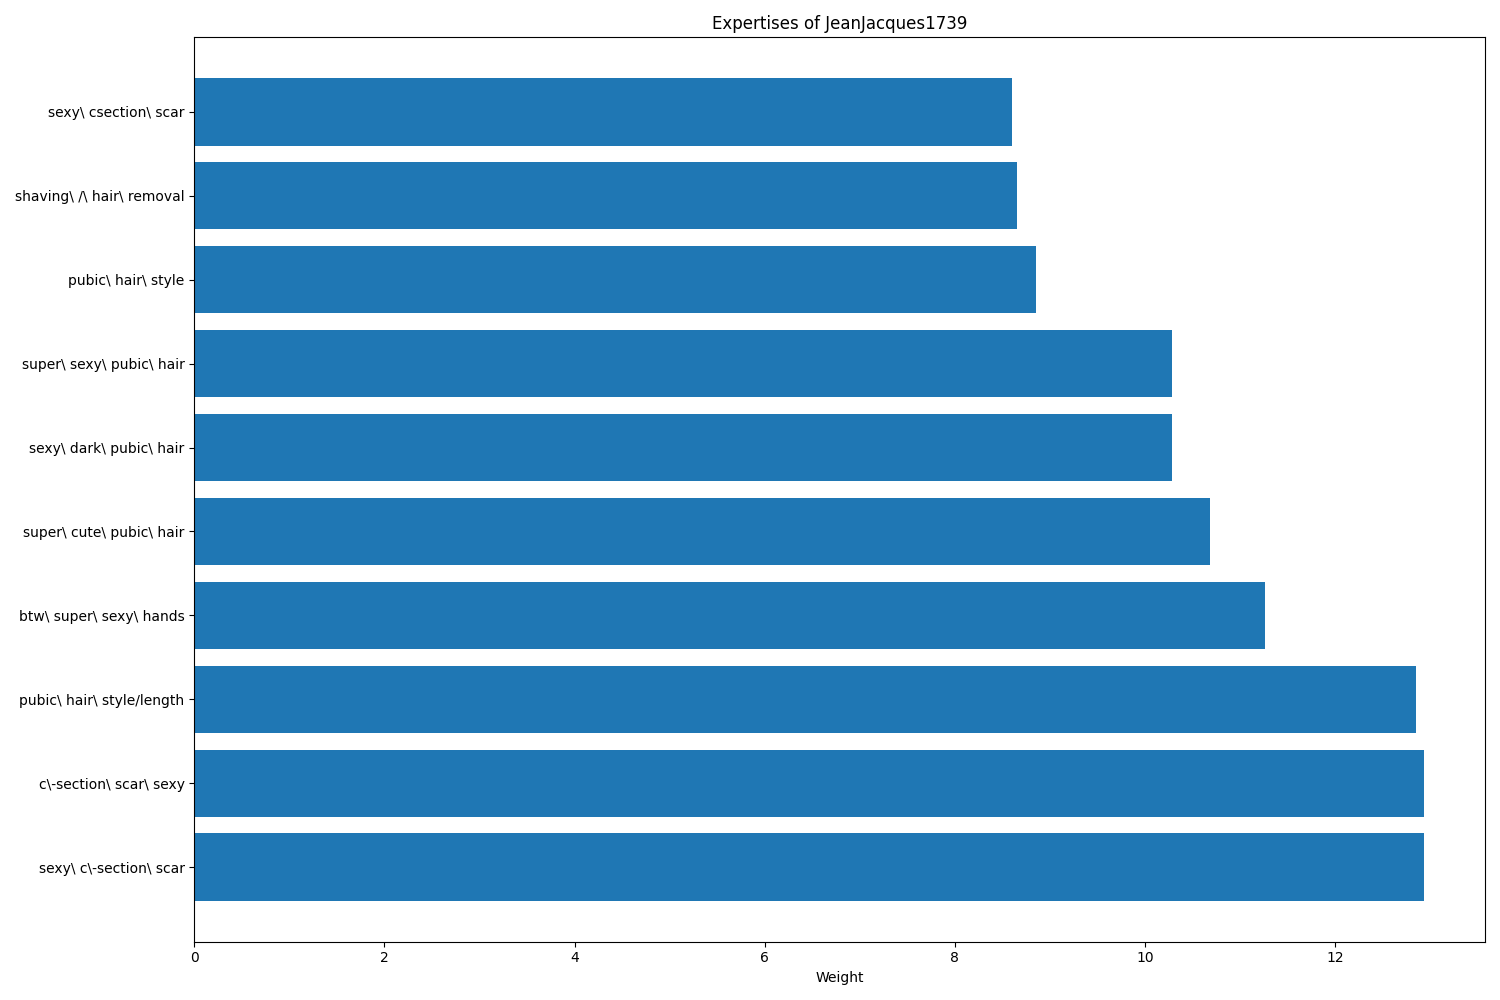 Expertises of JeanJacques1739
sexy\ csection\ scar
shaving\ /\ hair\ removal
pubic\ hair\ style
super\ sexy\ pubic\ hair
sexy\ dark\ pubic\ hair
super\ cute\ pubic\ hair
btw\ super\ sexy\ hands
pubic\ hair\ style/length
c\-section\ scar\ sexy
sexy\ c\-section\ scar
0 2 4 6 8 10 12
Weight